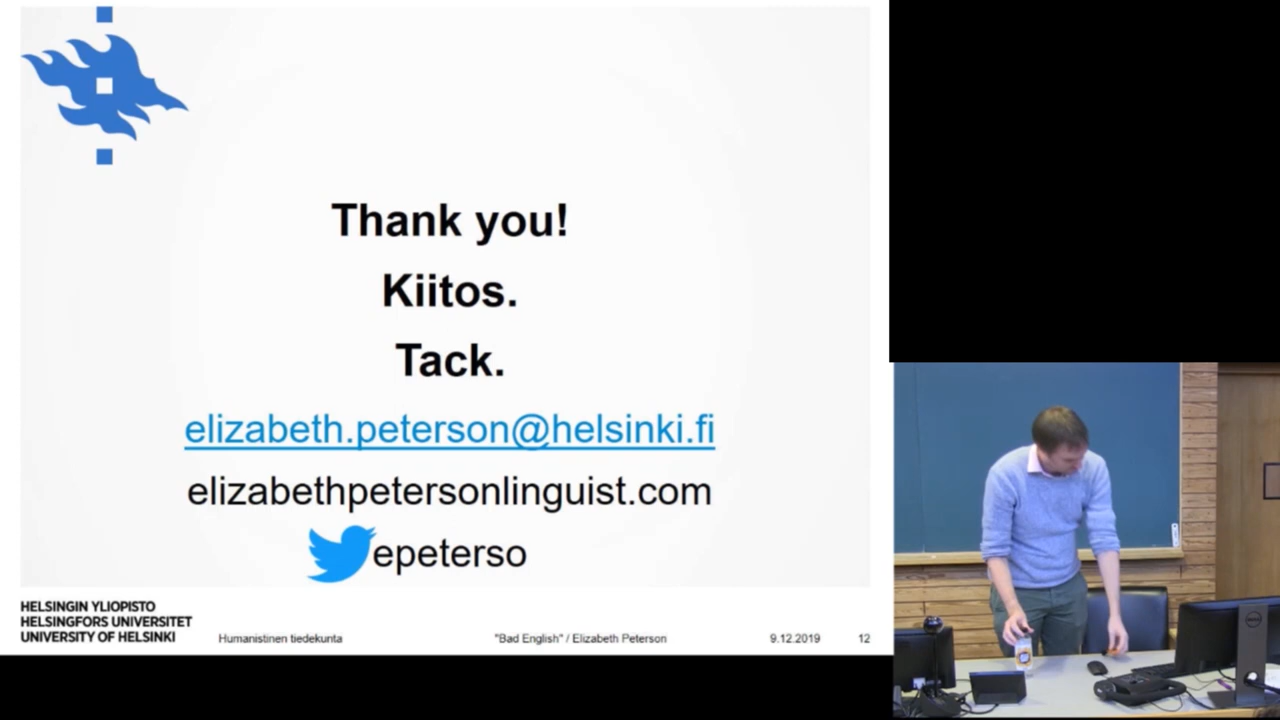 Thank you!
Kiitos.
Tack.
elizabeth.peterson@helsinki.fi
elizabethpetersonlinguist.com
epeterso
HELSINGIN YLIOPISTO
HELSINGFORS UNIVERSITET
UNIVERSITY OF HELSINKI
Humanistinen tiedekunta
"Bad English" / Elizabeth Peterson
9.12.2019
12
DELL